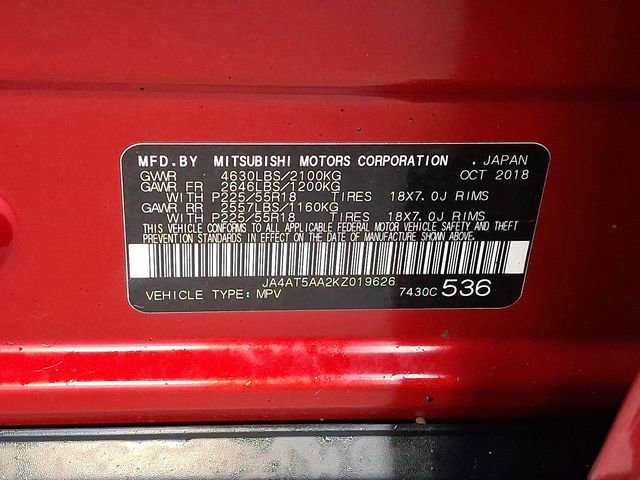 MFD.BY MITSUBISHI MOTORS CORPORATION . JAPAN
GVWR 4630LBS/2100KG OCT 2018
GAWR FR 2646LBS/1200KG
WITH P225/55R18 TIRES 18X7.0J RIMS
GAWR RR 2557LBS/1160KG
WITH P225/55R18 TIRES 18X7.0J RIMS
THIS VEHICLE CONFORMS TO ALL APPLICABLE FEDERAL MOTOR VEHICLE SAFETY AND THEFT
PREVENTION STANDARDS IN EFFECT ON THE DATE OF MANUFACTURE SHOWN ABOVE.
JA4AT5AA2KZ019626
VEHICLE TYPE: MPV 7430C 536